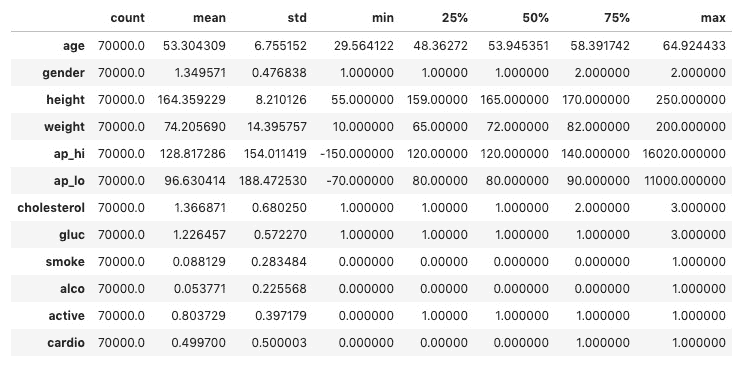 count mean std min 25% 50% 75% max
age 70000.0 53.304309 6.755152 29.564122 48.36272 53.945351 58.391742 64.924433
gender 70000.0 1.349571 0.476838 1.000000 1.00000 1.000000 2.000000 2.000000
height 70000.0 164.359229 8.210126 55.000000 159.00000 165.000000 170.000000 250.000000
weight 70000.0 74.205690 14.395757 10.000000 65.00000 72.000000 82.000000 200.000000
ap_hi 70000.0 128.817286 154.011419 -150.000000 120.00000 120.000000 140.000000 16020.000000
ap_lo 70000.0 96.630414 188.472530 -70.000000 80.00000 80.000000 90.000000 11000.000000
cholesterol 70000.0 1.366871 0.680250 1.000000 1.00000 1.000000 2.000000 3.000000
gluc 70000.0 1.226457 0.572270 1.000000 1.00000 1.000000 1.000000 3.000000
smoke 70000.0 0.088129 0.283484 0.000000 0.00000 0.000000 0.000000 1.000000
alco 70000.0 0.053771 0.225568 0.000000 0.00000 0.000000 0.000000 1.000000
active 70000.0 0.803729 0.397179 0.000000 1.00000 1.000000 1.000000 1.000000
cardio 70000.0 0.499700 0.500003 0.000000 0.00000 0.000000 1.000000 1.000000